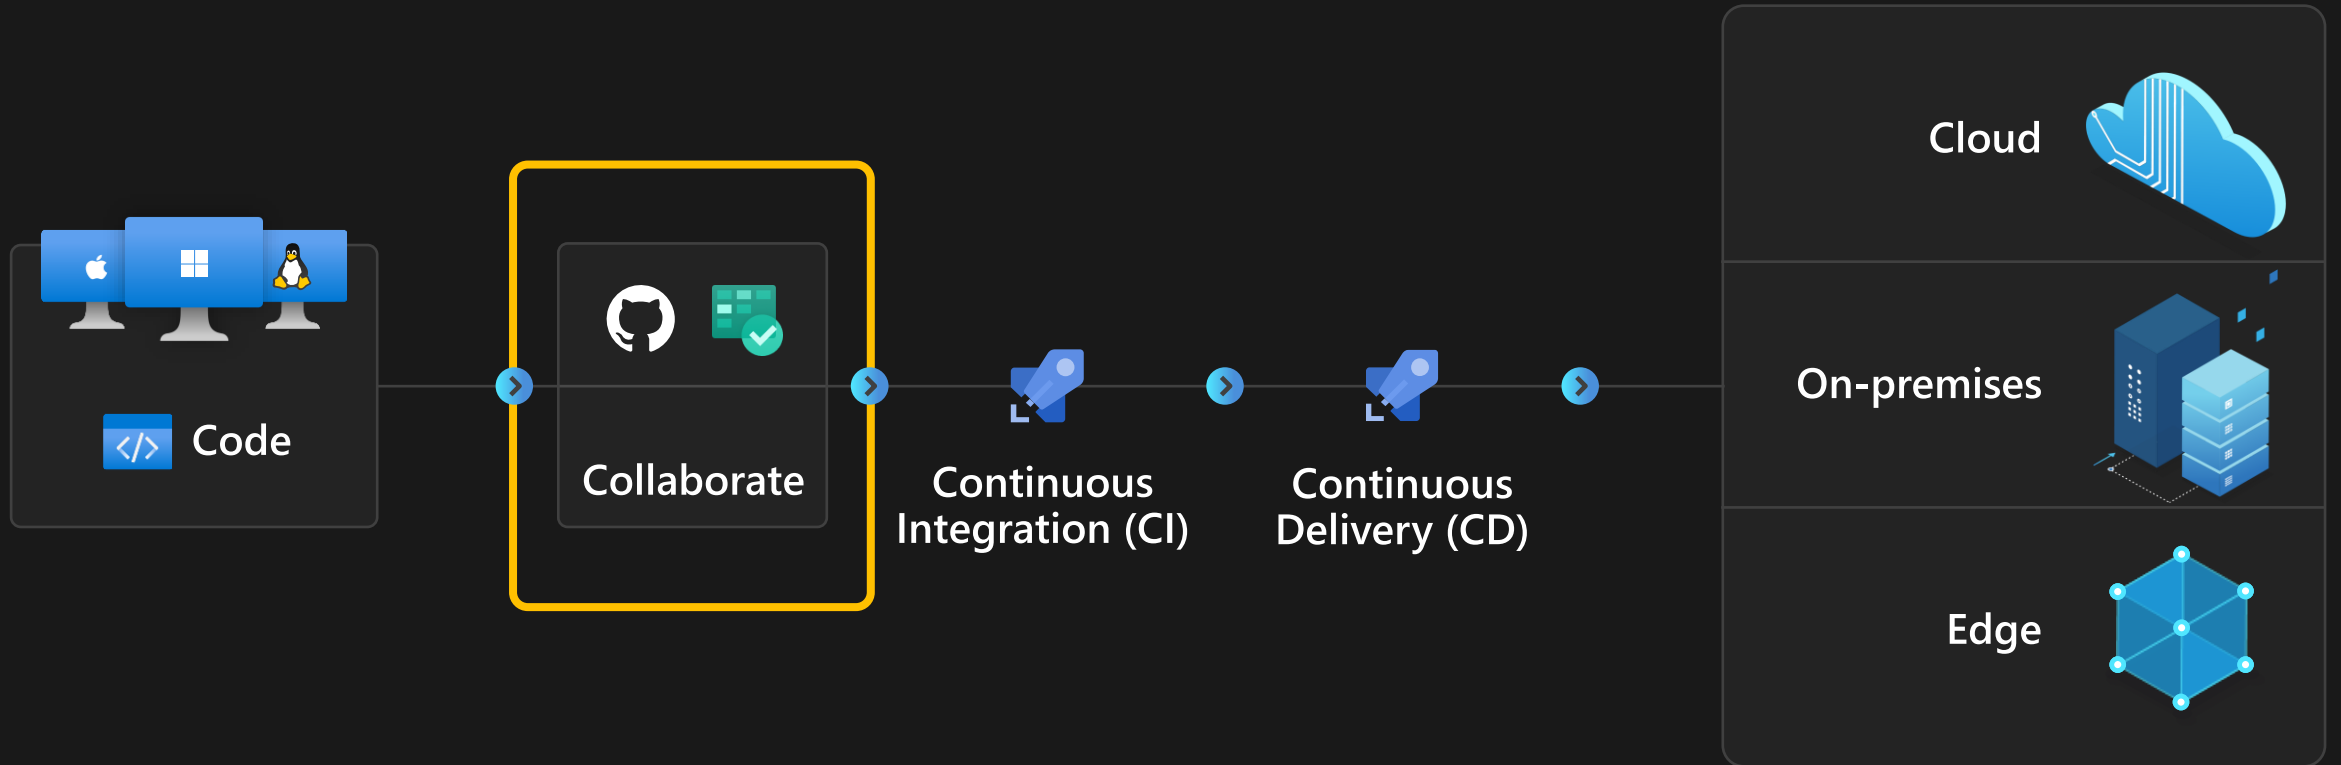 Code
Collaborate
Continuous
Integration (CI)
Continuous
Delivery (CD)
Cloud
On-premises
Edge